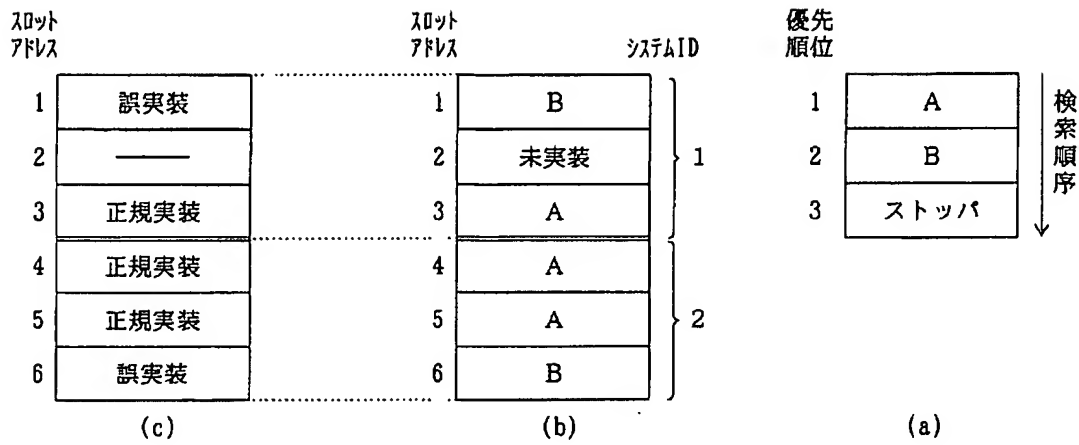 スロット
アドレス
1 誤実装
2 ―
3 正規実装
4 正規実装
5 正規実装
6 誤実装
(c)
スロット
アドレス
システムID
1 B
2 未実装
3 A
1
4 A
5 A
6 B
2
(b)
優先
順位
1 A
2 B
3 ストッパ
検索順序
(a)